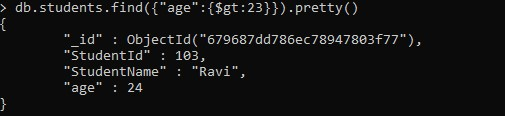 > db.students.find({"age":{$gt:23}}).pretty()
{
"_id" : ObjectId("679687dd786ec78947803f77"),
"StudentId" : 103,
"StudentName" : "Ravi",
"age" : 24
}